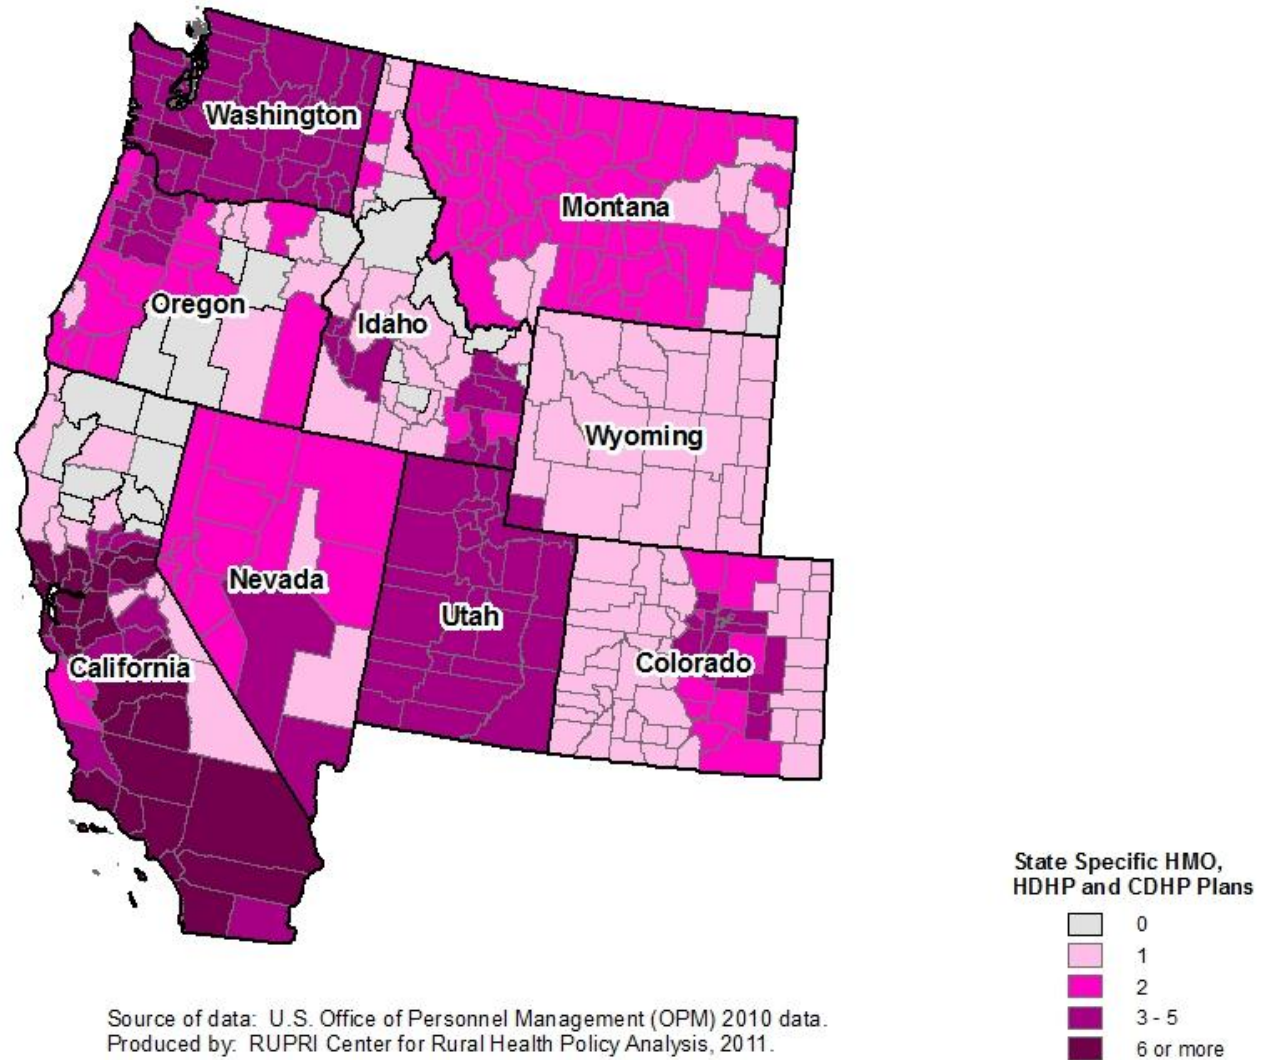 Washington
Montana
Oregon
Idaho
Wyoming
Nevada
Utah
Colorado
California
State Specific HMO,
HDHP and CDHP Plans
0
1
2
3 - 5
6 or more
Source of data: U.S. Office of Personnel Management (OPM) 2010 data.
Produced by: RUPRI Center for Rural Health Policy Analysis, 2011.